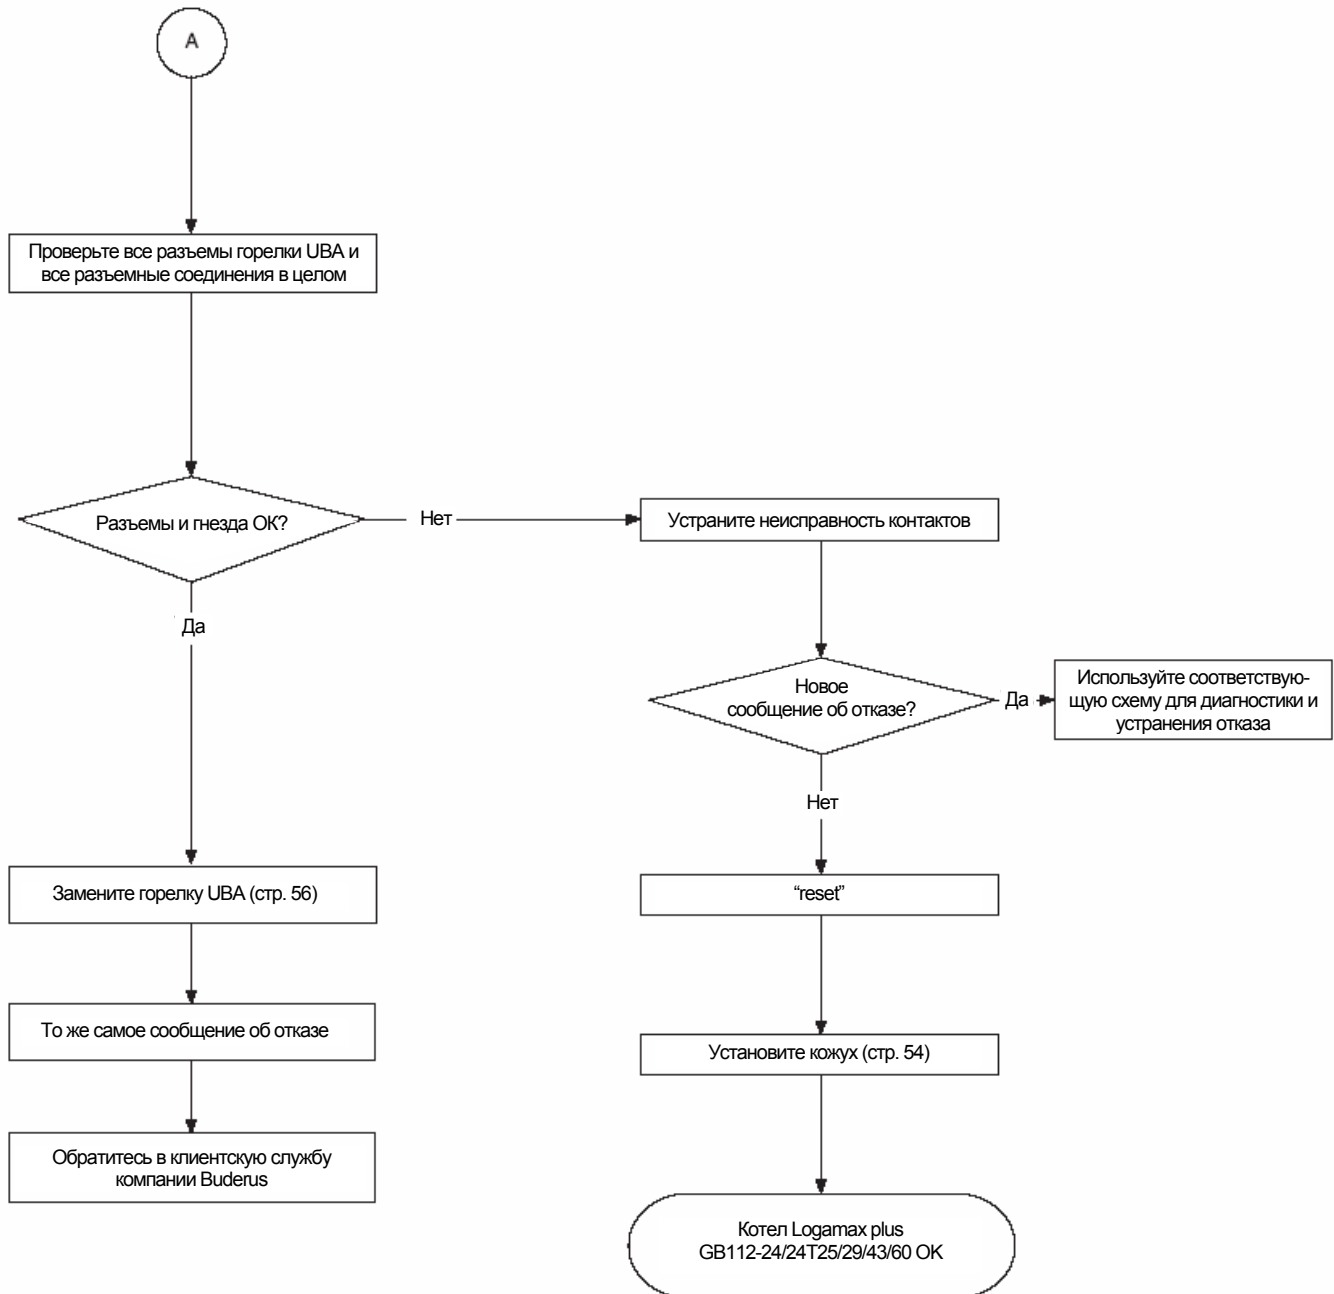 A
Проверьте все разъемы горелки UBA и
все разъемные соединения в целом
Разъемы и гнезда ОК?
Нет
Устраните неисправность контактов
Да
Новое
сообщение об отказе?
Да
Используйте соответствую-
щую схему для диагностики и
устранения отказа
Нет
Замените горелку UBA (стр. 56)
“reset”
То же самое сообщение об отказе
Установите кожух (стр. 54)
Обратитесь в клиентскую службу
компании Buderus
Котел Logamax plus
GB112-24/24T25/29/43/60 OK